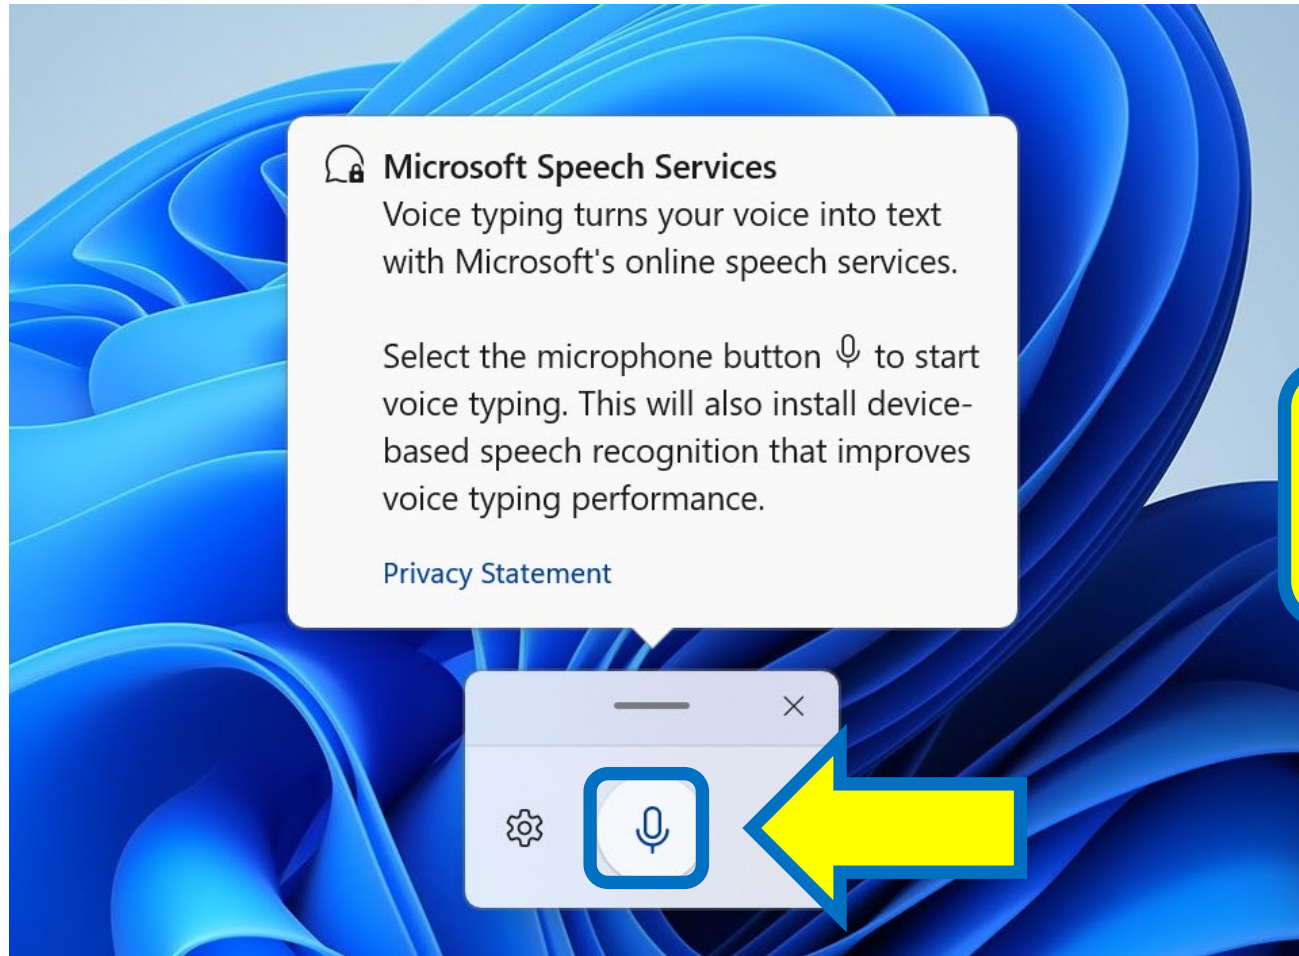 Microsoft Speech Services
Voice typing turns your voice into text
with Microsoft's online speech services.
Select the microphone button to start
voice typing. This will also install device-
based speech recognition that improves
voice typing performance.
Privacy Statement